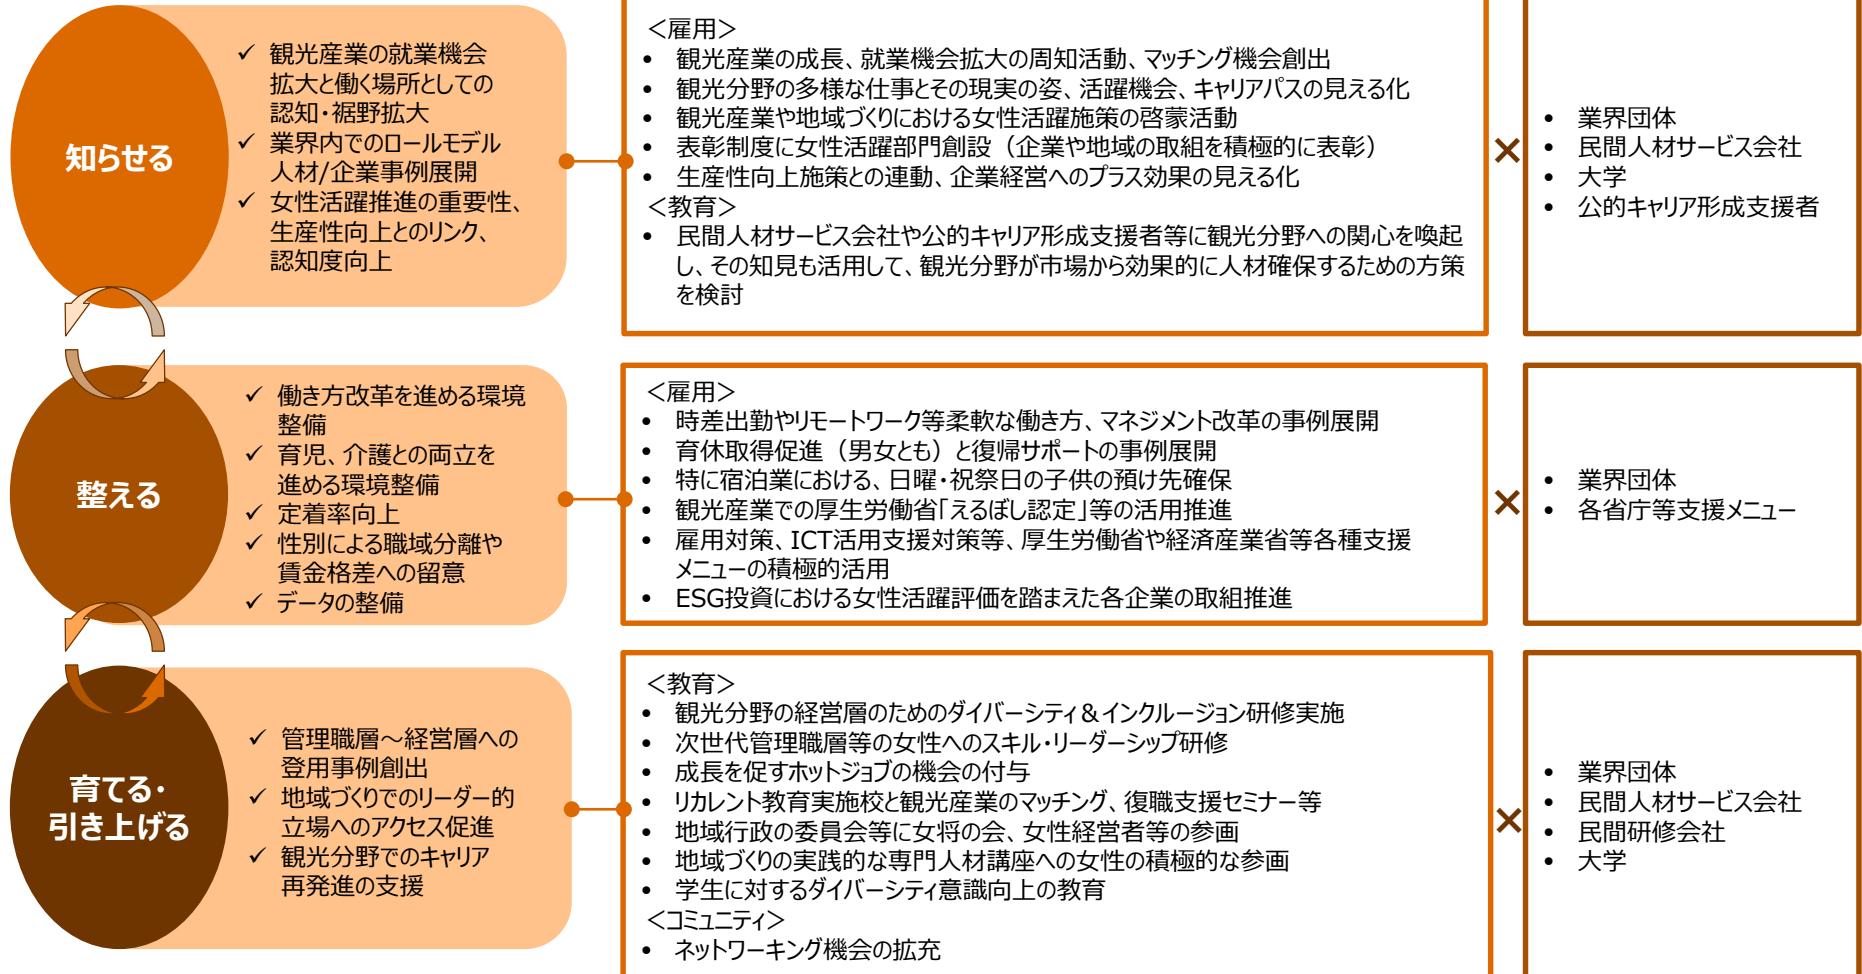 知らせる
✓ 観光産業の就業機会
拡大と働く場所としての
認知・裾野拡大
✓ 業界内でのロールモデル
人材/企業事例展開
✓ 女性活躍推進の重要性、
生産性向上とのリンク、
認知度向上
＜雇用＞
• 観光産業の成長、就業機会拡大の周知活動、マッチング機会創出
• 観光分野の多様な仕事とその現実の姿、活躍機会、キャリアパスの見える化
• 観光産業や地域づくりにおける女性活躍施策の啓蒙活動
• 表彰制度に女性活躍部門創設（企業や地域の取組を積極的に表彰）
• 生産性向上施策との連動、企業経営へのプラス効果の見える化
＜教育＞
• 民間人材サービス会社や公的キャリア形成支援者等に観光分野への関心を喚起
し、その知見も活用して、観光分野が市場から効果的に人材確保するための方策
を検討
×
• 業界団体
• 民間人材サービス会社
• 大学
• 公的キャリア形成支援者
整える
✓ 働き方改革を進める環境
整備
✓ 育児、介護との両立を
進める環境整備
✓ 定着率向上
✓ 性別による職域分離や
賃金格差への留意
✓ データの整備
＜雇用＞
• 時差出勤やリモートワーク等柔軟な働き方、マネジメント改革の事例展開
• 育休取得促進（男女とも）と復帰サポートの事例展開
• 特に宿泊業における、日曜・祝祭日の子供の預け先確保
• 観光産業での厚生労働省「えるぼし認定」等の活用推進
• 雇用対策、ICT活用支援対策等、厚生労働省や経済産業省等各種支援
メニューの積極的活用
• ESG投資における女性活躍評価を踏まえた各企業の取組推進
×
• 業界団体
• 各省庁等支援メニュー
育てる・
引き上げる
✓ 管理職層～経営層への
登用事例創出
✓ 地域づくりでのリーダー的
立場へのアクセス促進
✓ 観光分野でのキャリア
再発進の支援
＜教育＞
• 観光分野の経営層のためのダイバーシティ＆インクルージョン研修実施
• 次世代管理職層等の女性へのスキル・リーダーシップ研修
• 成長を促すホットジョブの機会の付与
• リカレント教育実施校と観光産業のマッチング、復職支援セミナー等
• 地域行政の委員会等に女将の会、女性経営者等の参画
• 地域づくりの実践的な専門人材講座への女性の積極的な参画
• 学生に対するダイバーシティ意識向上の教育
＜コミュニティ＞
• ネットワーキング機会の拡充
×
• 業界団体
• 民間人材サービス会社
• 民間研修会社
• 大学